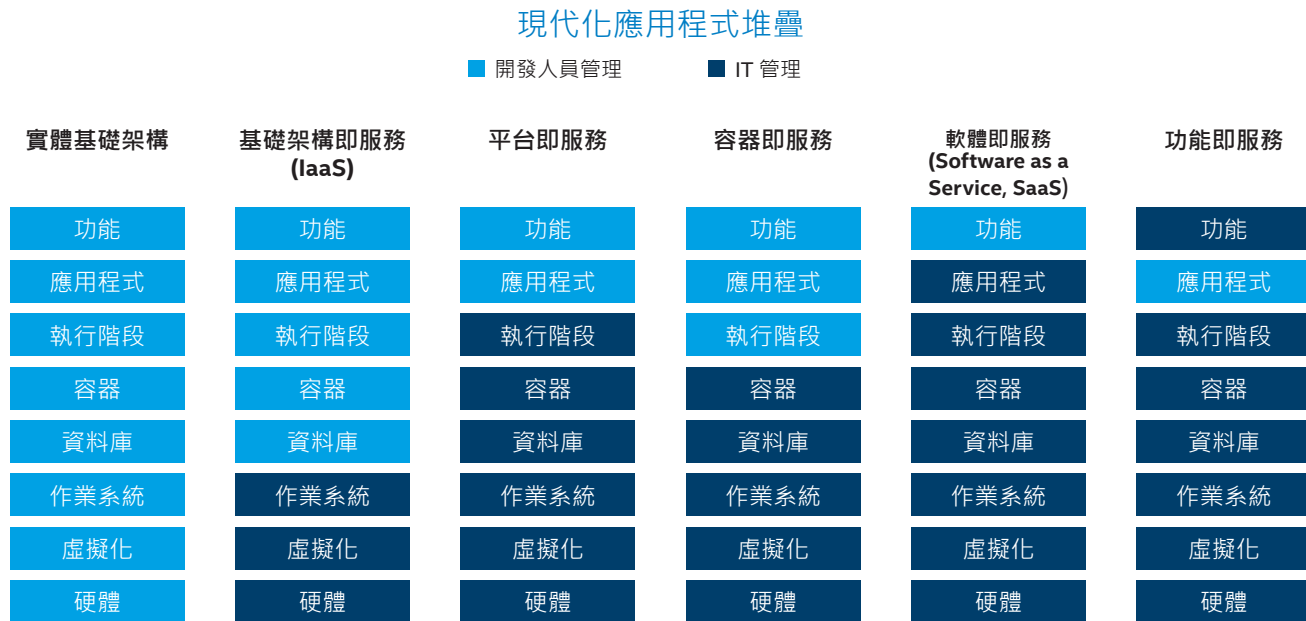 現代化應用程式堆疊
開發人員管理
IT 管理
實體基礎架構
基礎架構即服務
(IaaS)
平台即服務
容器即服務
軟體即服務
(Software as a
Service, SaaS)
功能即服務
功能
功能
功能
功能
功能
功能
應用程式
應用程式
應用程式
應用程式
應用程式
應用程式
執行階段
執行階段
執行階段
執行階段
執行階段
執行階段
容器
容器
容器
容器
容器
容器
資料庫
資料庫
資料庫
資料庫
資料庫
資料庫
作業系統
作業系統
作業系統
作業系統
作業系統
作業系統
虛擬化
虛擬化
虛擬化
虛擬化
虛擬化
虛擬化
硬體
硬體
硬體
硬體
硬體
硬體